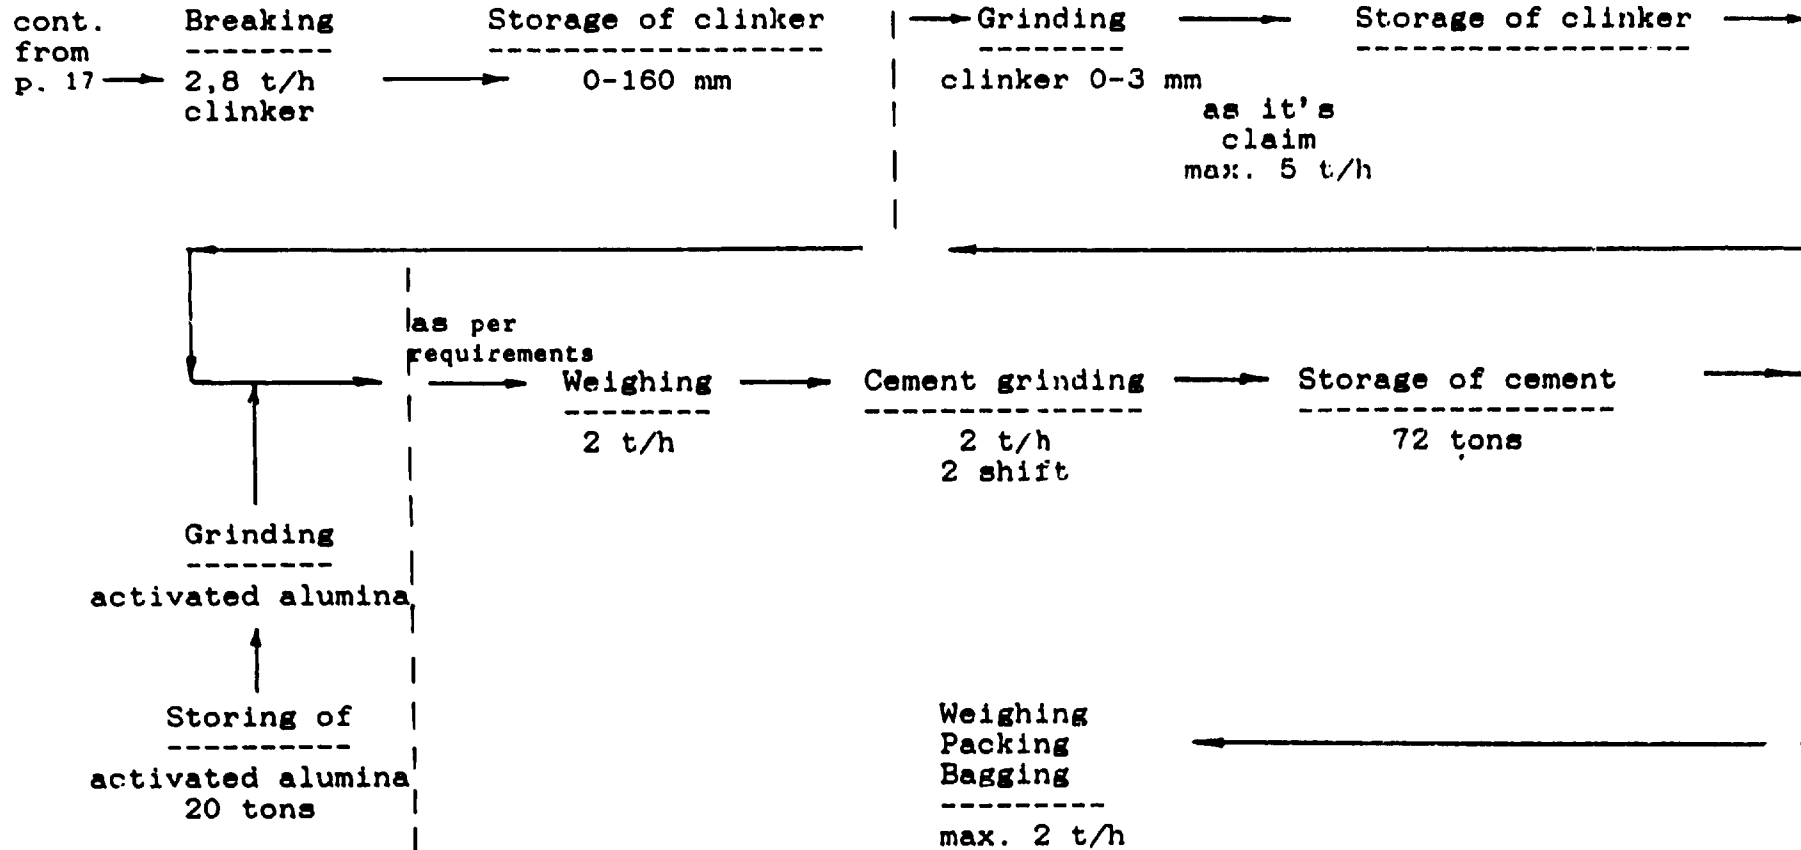 cont.
from
p. 17
Breaking
2,8 t/h
clinker
Storage of clinker
0-160 mm
Grinding
clinker 0-3 mm
as it's
claim
max. 5 t/h
Storage of clinker
as per
requirements
Weighing
2 t/h
Cement grinding
2 t/h
2 shift
Storage of cement
72 tons
Grinding
activated alumina
Storing of
activated alumina
20 tons
Weighing
Packing
Bagging
max. 2 t/h